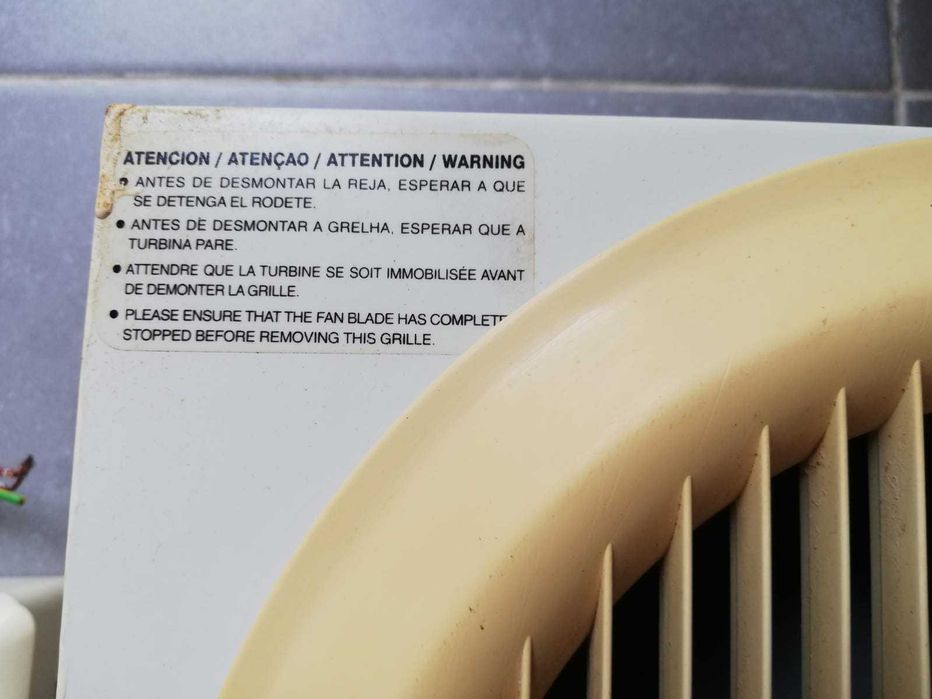 ATENCION / ATENÇAO / ATTENTION / WARNING
● ANTES DE DESMONTAR LA REJA, ESPERAR A QUE
SE DETENGA EL RODETE.
● ANTES DE DESMONTAR A GRELHA, ESPERAR QUE A
TURBINA PARE.
● ATTENDRE QUE LA TURBINE SE SOIT IMMOBILISÉE AVANT
DE DEMONTER LA GRILLE.
● PLEASE ENSURE THAT THE FAN BLADE HAS
STOPPED BEFORE REMOVING THIS GRILLE.